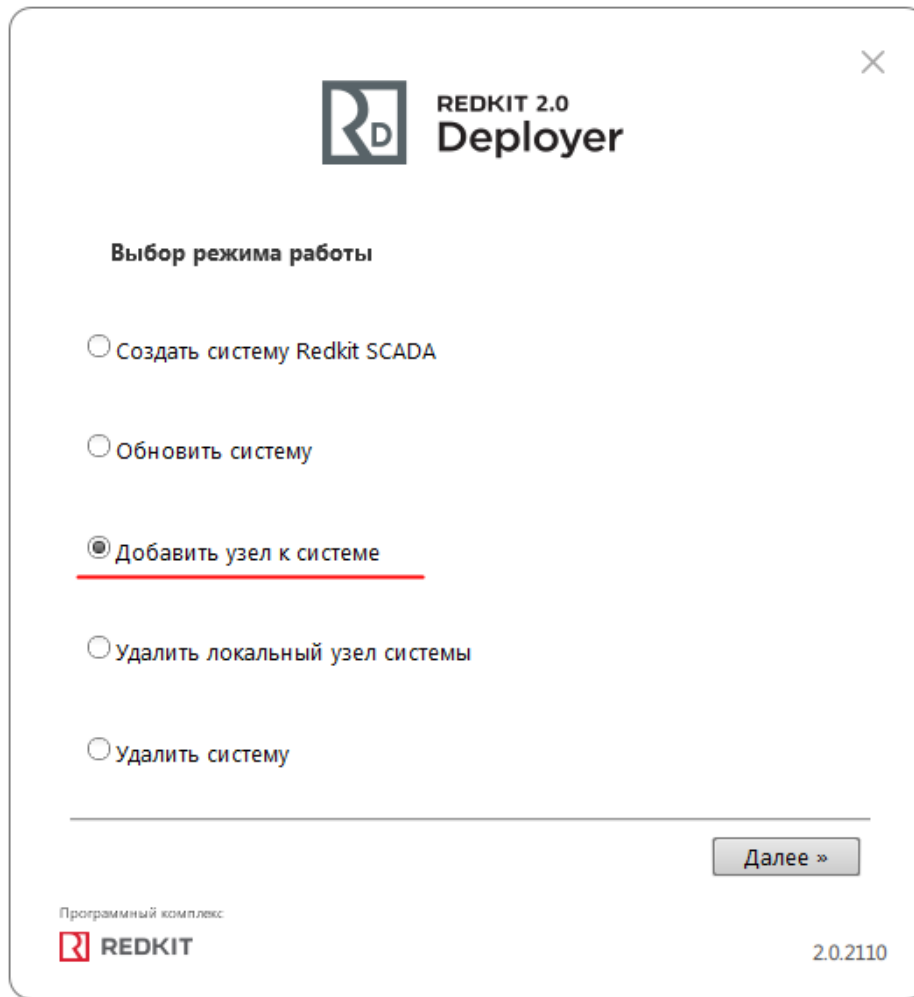 REDKIT 2.0
Deployer
Выбор режима работы
Создать систему Redkit SCADA
Обновить систему
Добавить узел к системе
Удалить локальный узел системы
Удалить систему
Далее »
Программный комплекс
REDKIT
2.0.2110